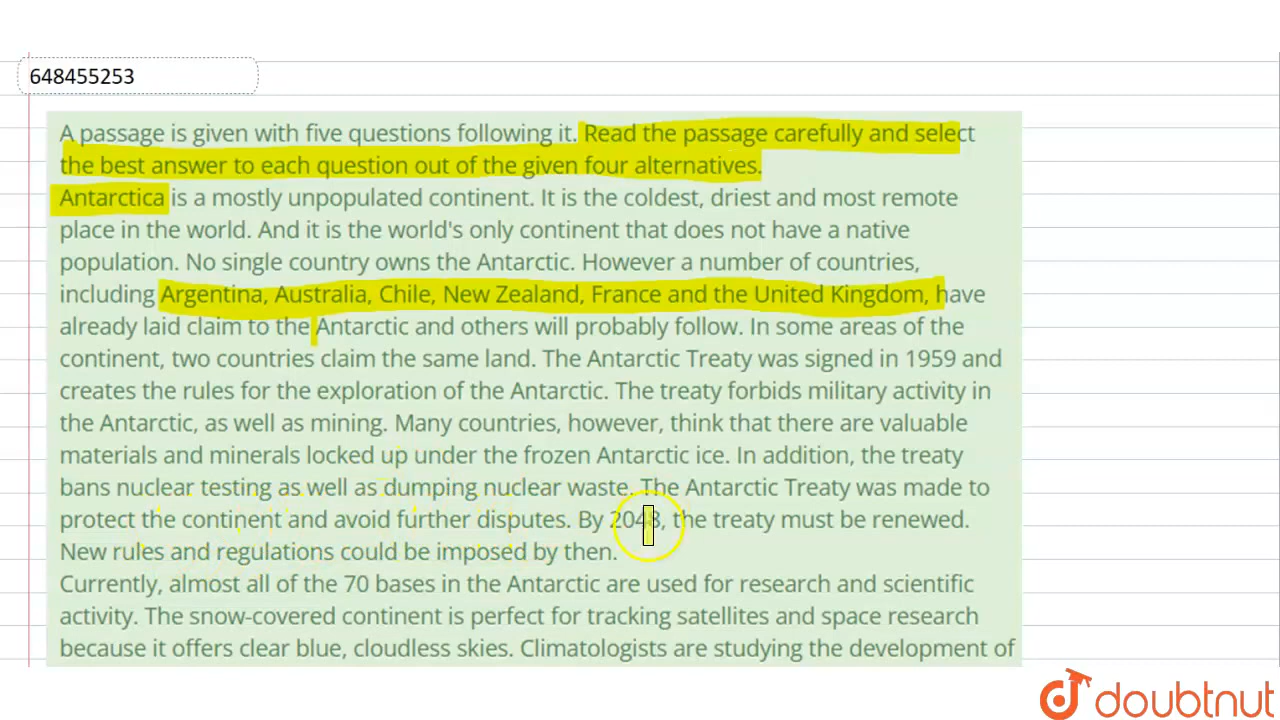 648455253
A passage is given with five questions following it. Read the passage carefully and select
the best answer to each question out of the given four alternatives.
Antarctica is a mostly unpopulated continent. It is the coldest, driest and most remote
place in the world. And it is the world's only continent that does not have a native
population. No single country owns the Antarctic. However a number of countries,
including Argentina, Australia, Chile, New Zealand, France and the United Kingdom, have
already laid claim to the Antarctic and others will probably follow. In some areas of the
continent, two countries claim the same land. The Antarctic Treaty was signed in 1959 and
creates the rules for the exploration of the Antarctic. The treaty forbids military activity in
the Antarctic, as well as mining. Many countries, however, think that there are valuable
materials and minerals locked up under the frozen Antarctic ice. In addition, the treaty
bans nuclear testing as well as dumping nuclear waste. The Antarctic Treaty was made to
protect the continent and avoid further disputes. By 2048, the treaty must be renewed.
New rules and regulations could be imposed by then.
Currently, almost all of the 70 bases in the Antarctic are used for research and scientific
activity. The snow-covered continent is perfect for tracking satellites and space research
because it offers clear blue, cloudless skies. Climatologists are studying the development of
doubtnut